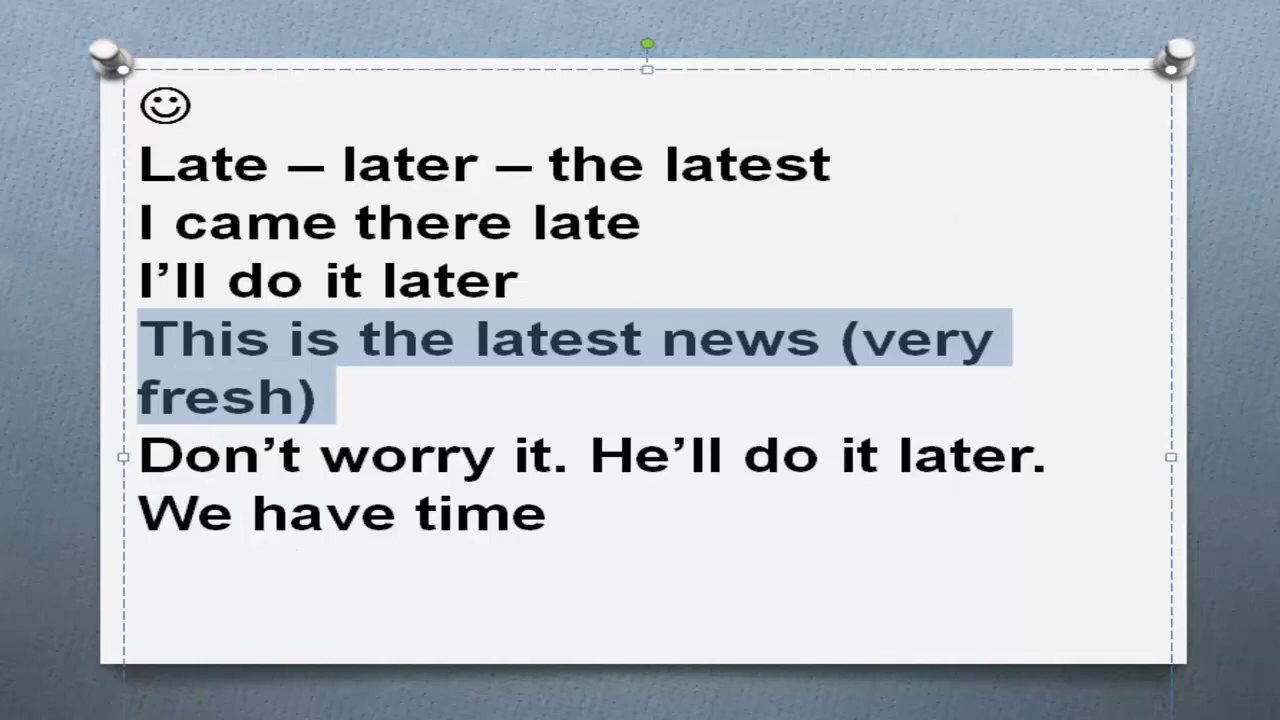 ☺
Late – later – the latest
I came there late
I’ll do it later
This is the latest news (very
fresh)
Don’t worry it. He’ll do it later.
We have time